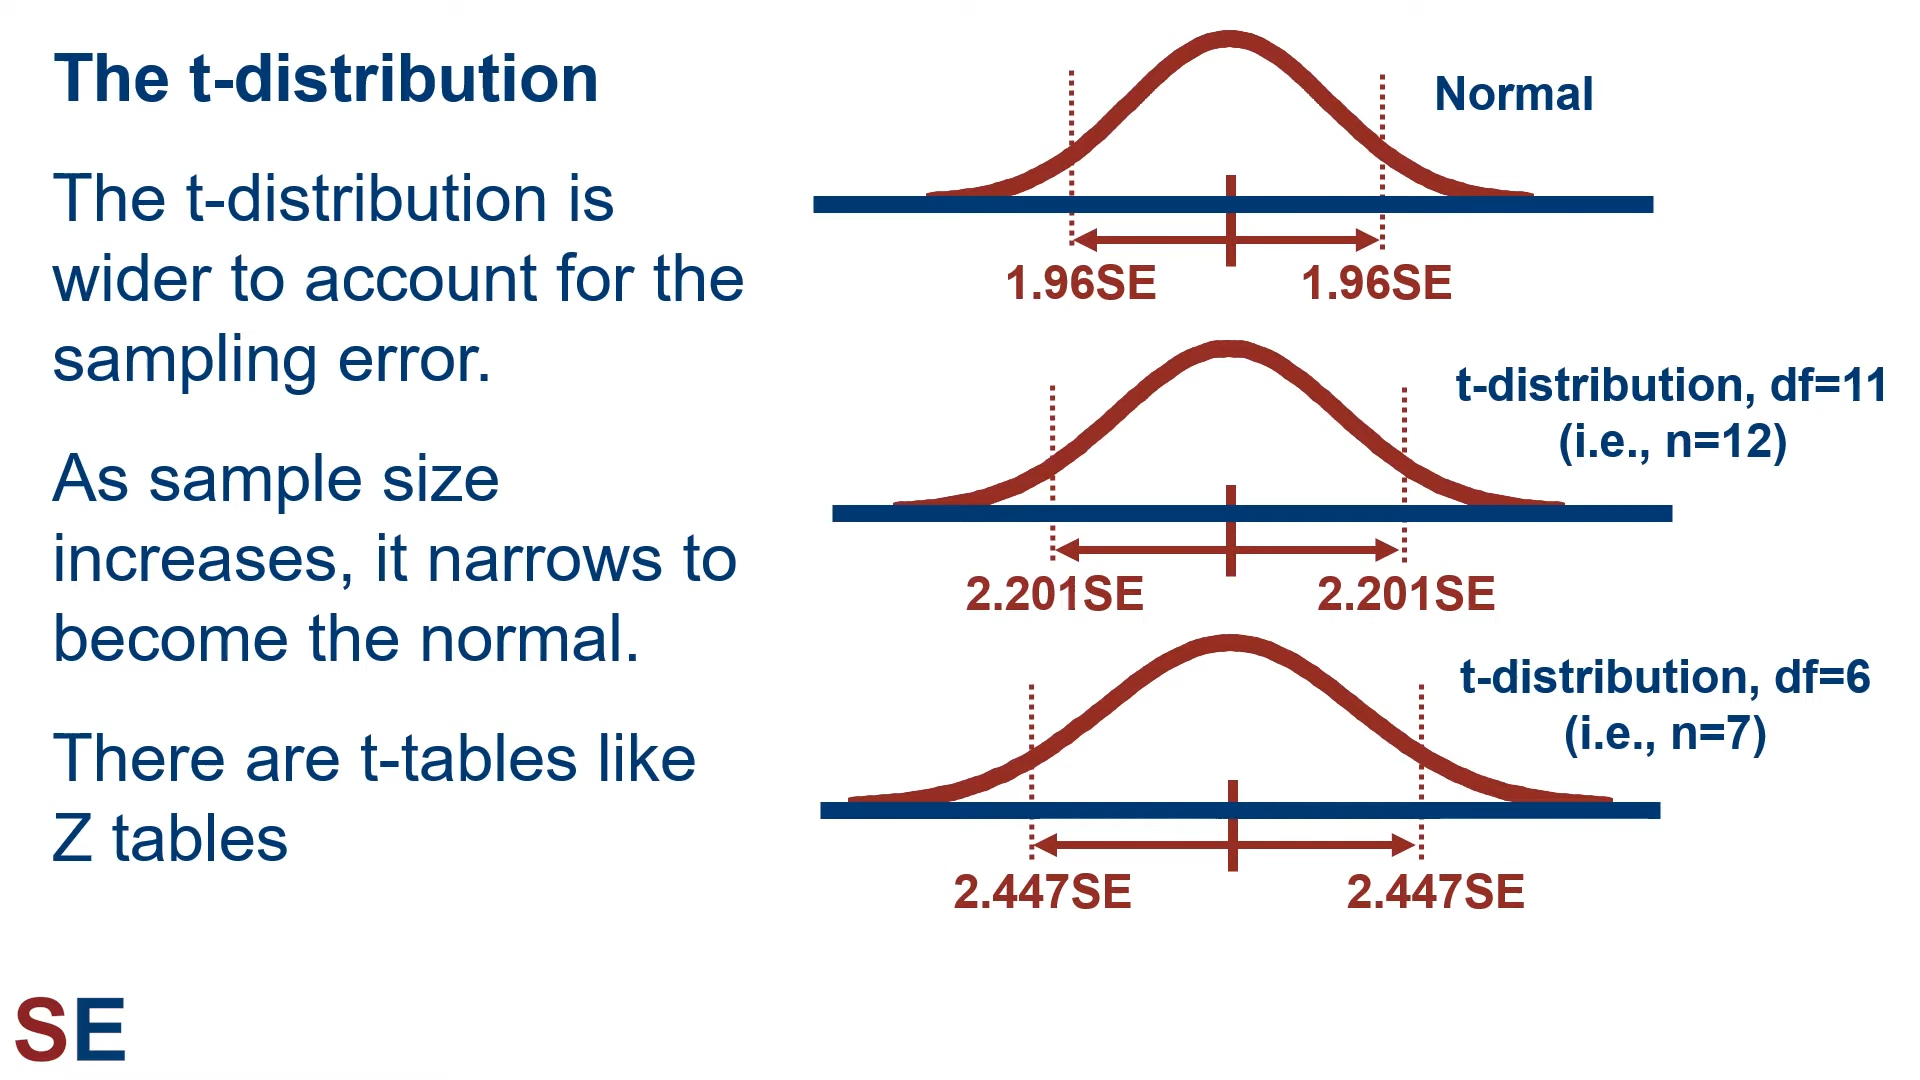 The t-distribution
The t-distribution is
wider to account for the
sampling error.
As sample size
increases, it narrows to
become the normal.
There are t-tables like
Z tables
Normal
1.96SE 1.96SE
t-distribution, df=11
(i.e., n=12)
2.201SE 2.201SE
t-distribution, df=6
(i.e., n=7)
2.447SE 2.447SE
SE